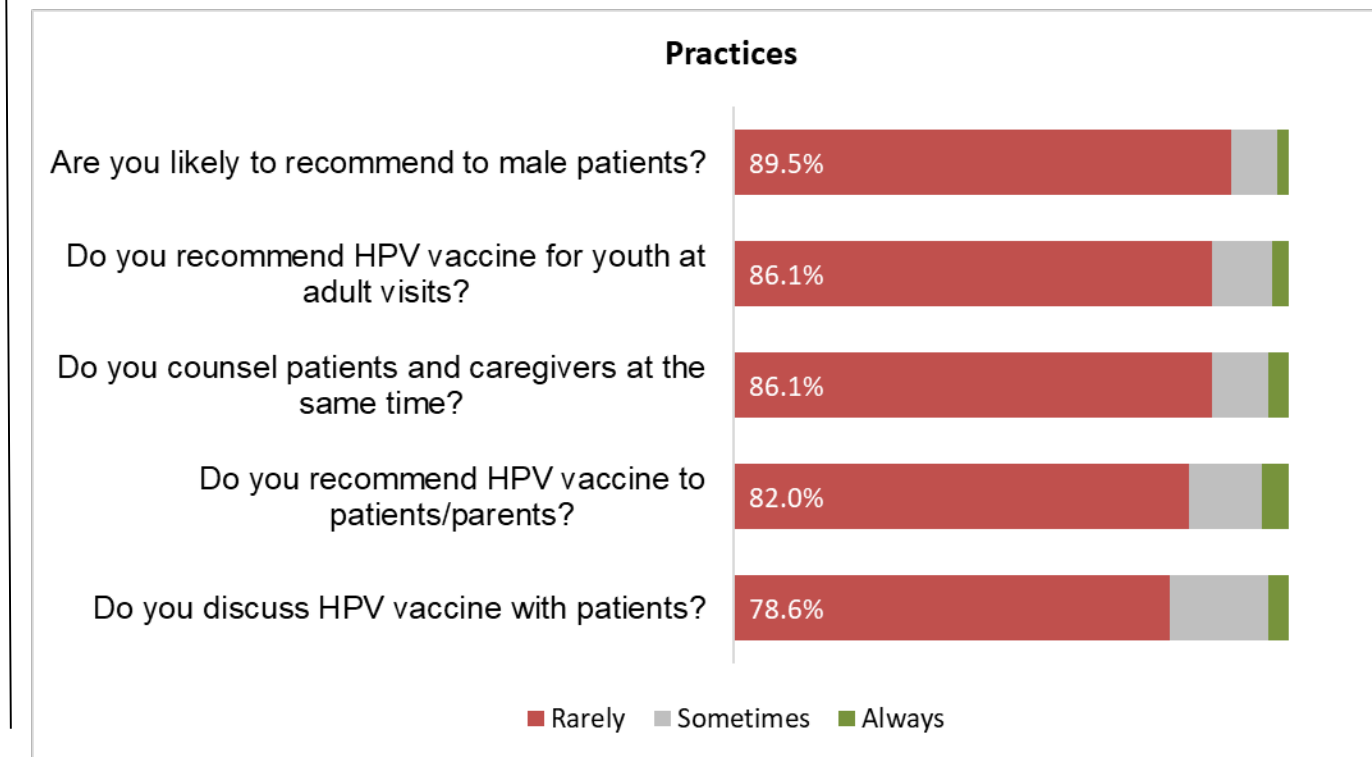 Practices
Are you likely to recommend to male patients?
89.5%
Do you recommend HPV vaccine for youth at
adult visits?
86.1%
Do you counsel patients and caregivers at the
same time?
86.1%
Do you recommend HPV vaccine to
patients/parents?
82.0%
Do you discuss HPV vaccine with patients?
78.6%
Rarely Sometimes Always